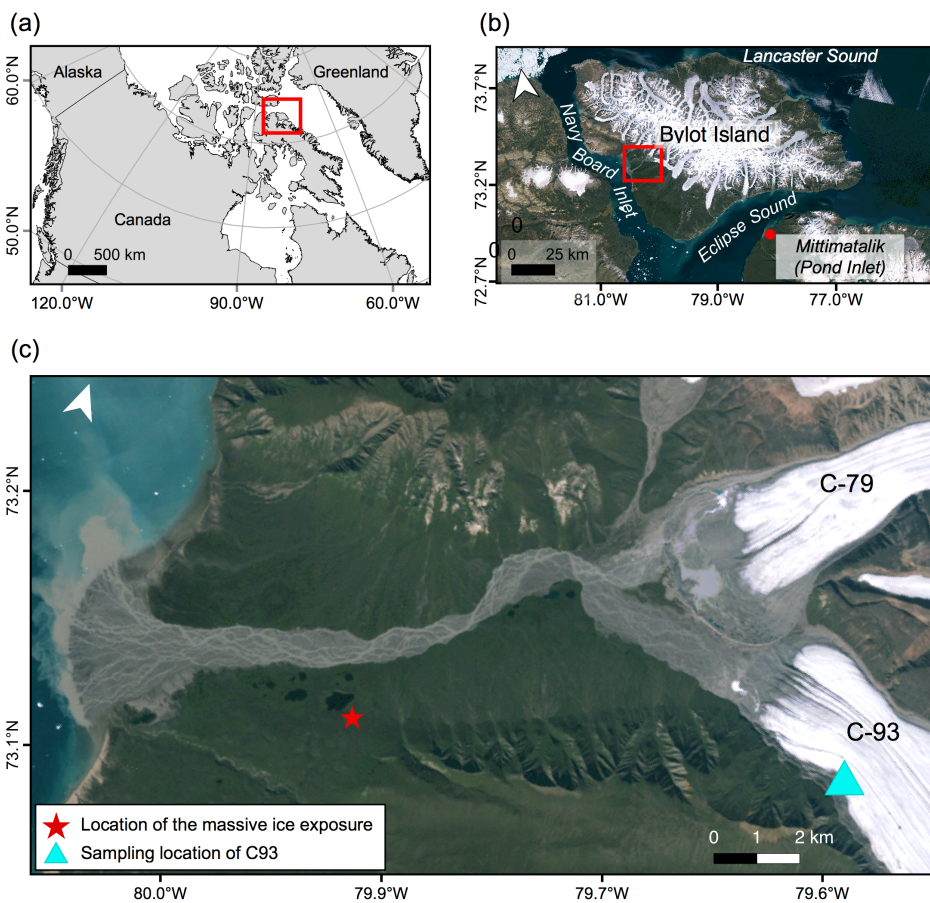 (a)
60.0°N
50.0°N
Alaska
Greenland
Canada
0 500 km
120.0°W 90.0°W 60.0°W
(b)
73.7°N
73.2°N
72.7°N
Lancaster Sound
Navy
Board
Inlet
Bylot Island
Eclipse Sound
Mittimatalik
(Pond Inlet)
0
0
0 25 km
81.0°W 79.0°W 77.0°W
(c)
73.2°N
73.1°N
C-79
C-93
Location of the massive ice exposure
Sampling location of C93
0 1 2 km
80.0°W 79.9°W 79.7°W 79.6°W